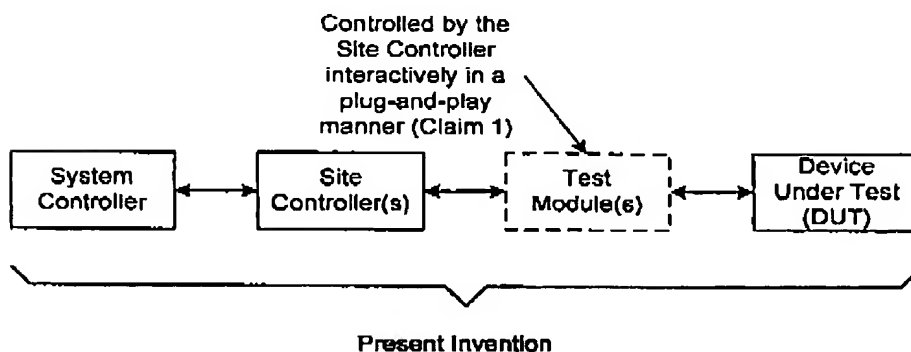 Controlled by the
Site Controller
interactively in a
plug-and-play
manner (Claim 1)
System
Controller
Site
Controller(s)
Test
Module(s)
Device
Under Test
(DUT)
Present Invention